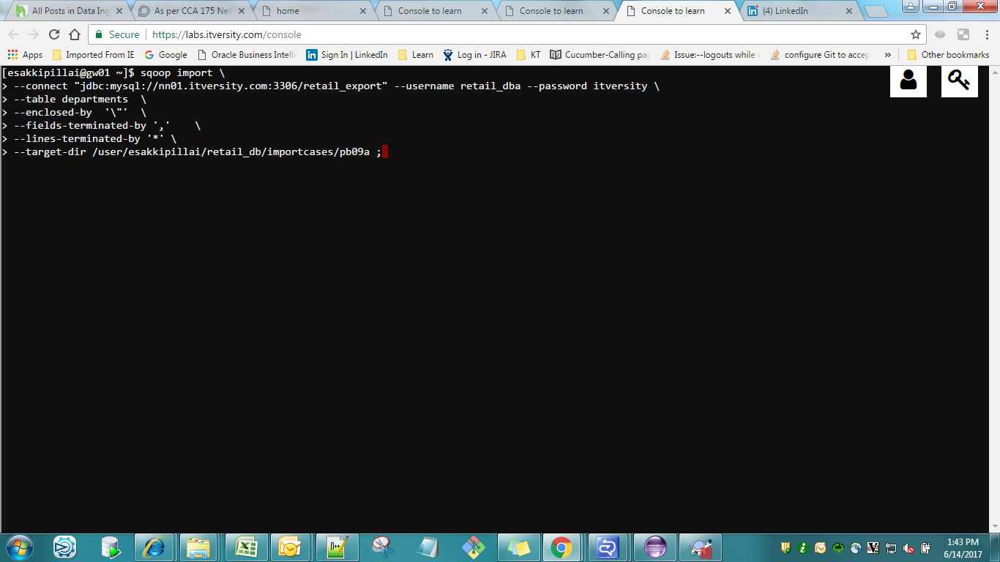 All Posts in Data Ing
As per CCA 175 Nev
home
Console to learn
Console to learn
Console to learn
(4) LinkedIn
Secure https://labs.itversity.com/console
Apps Imported From IE Google Oracle Business Intelli Sign In | LinkedIn Learn Log in - JIRA KT Cucumber-Calling pag Issue:--logouts while configure Git to accep » Other bookmarks
[esakkipillai@gw01 ~]$ sqoop import \
> --connect "jdbc:mysql://nn01.itversity.com:3306/retail_export" --username retail_dba --password itversity \
> --table departments  \
> --enclosed-by  '\"'  \
> --fields-terminated-by ','    \
> --lines-terminated-by '*' \
> --target-dir /user/esakkipillai/retail_db/importcases/pb09a ;
1:43 PM
6/14/2017